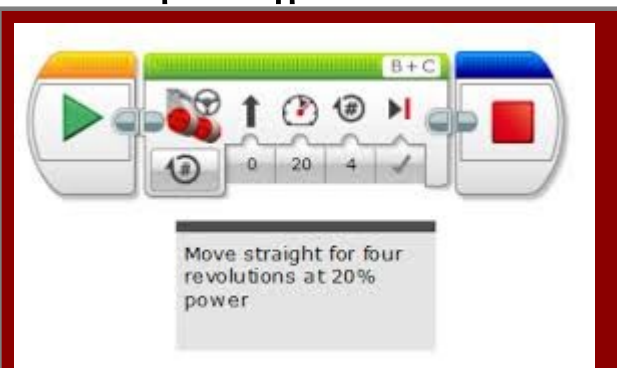 B + C
# 0 20 4
Move straight for four
revolutions at 20%
power